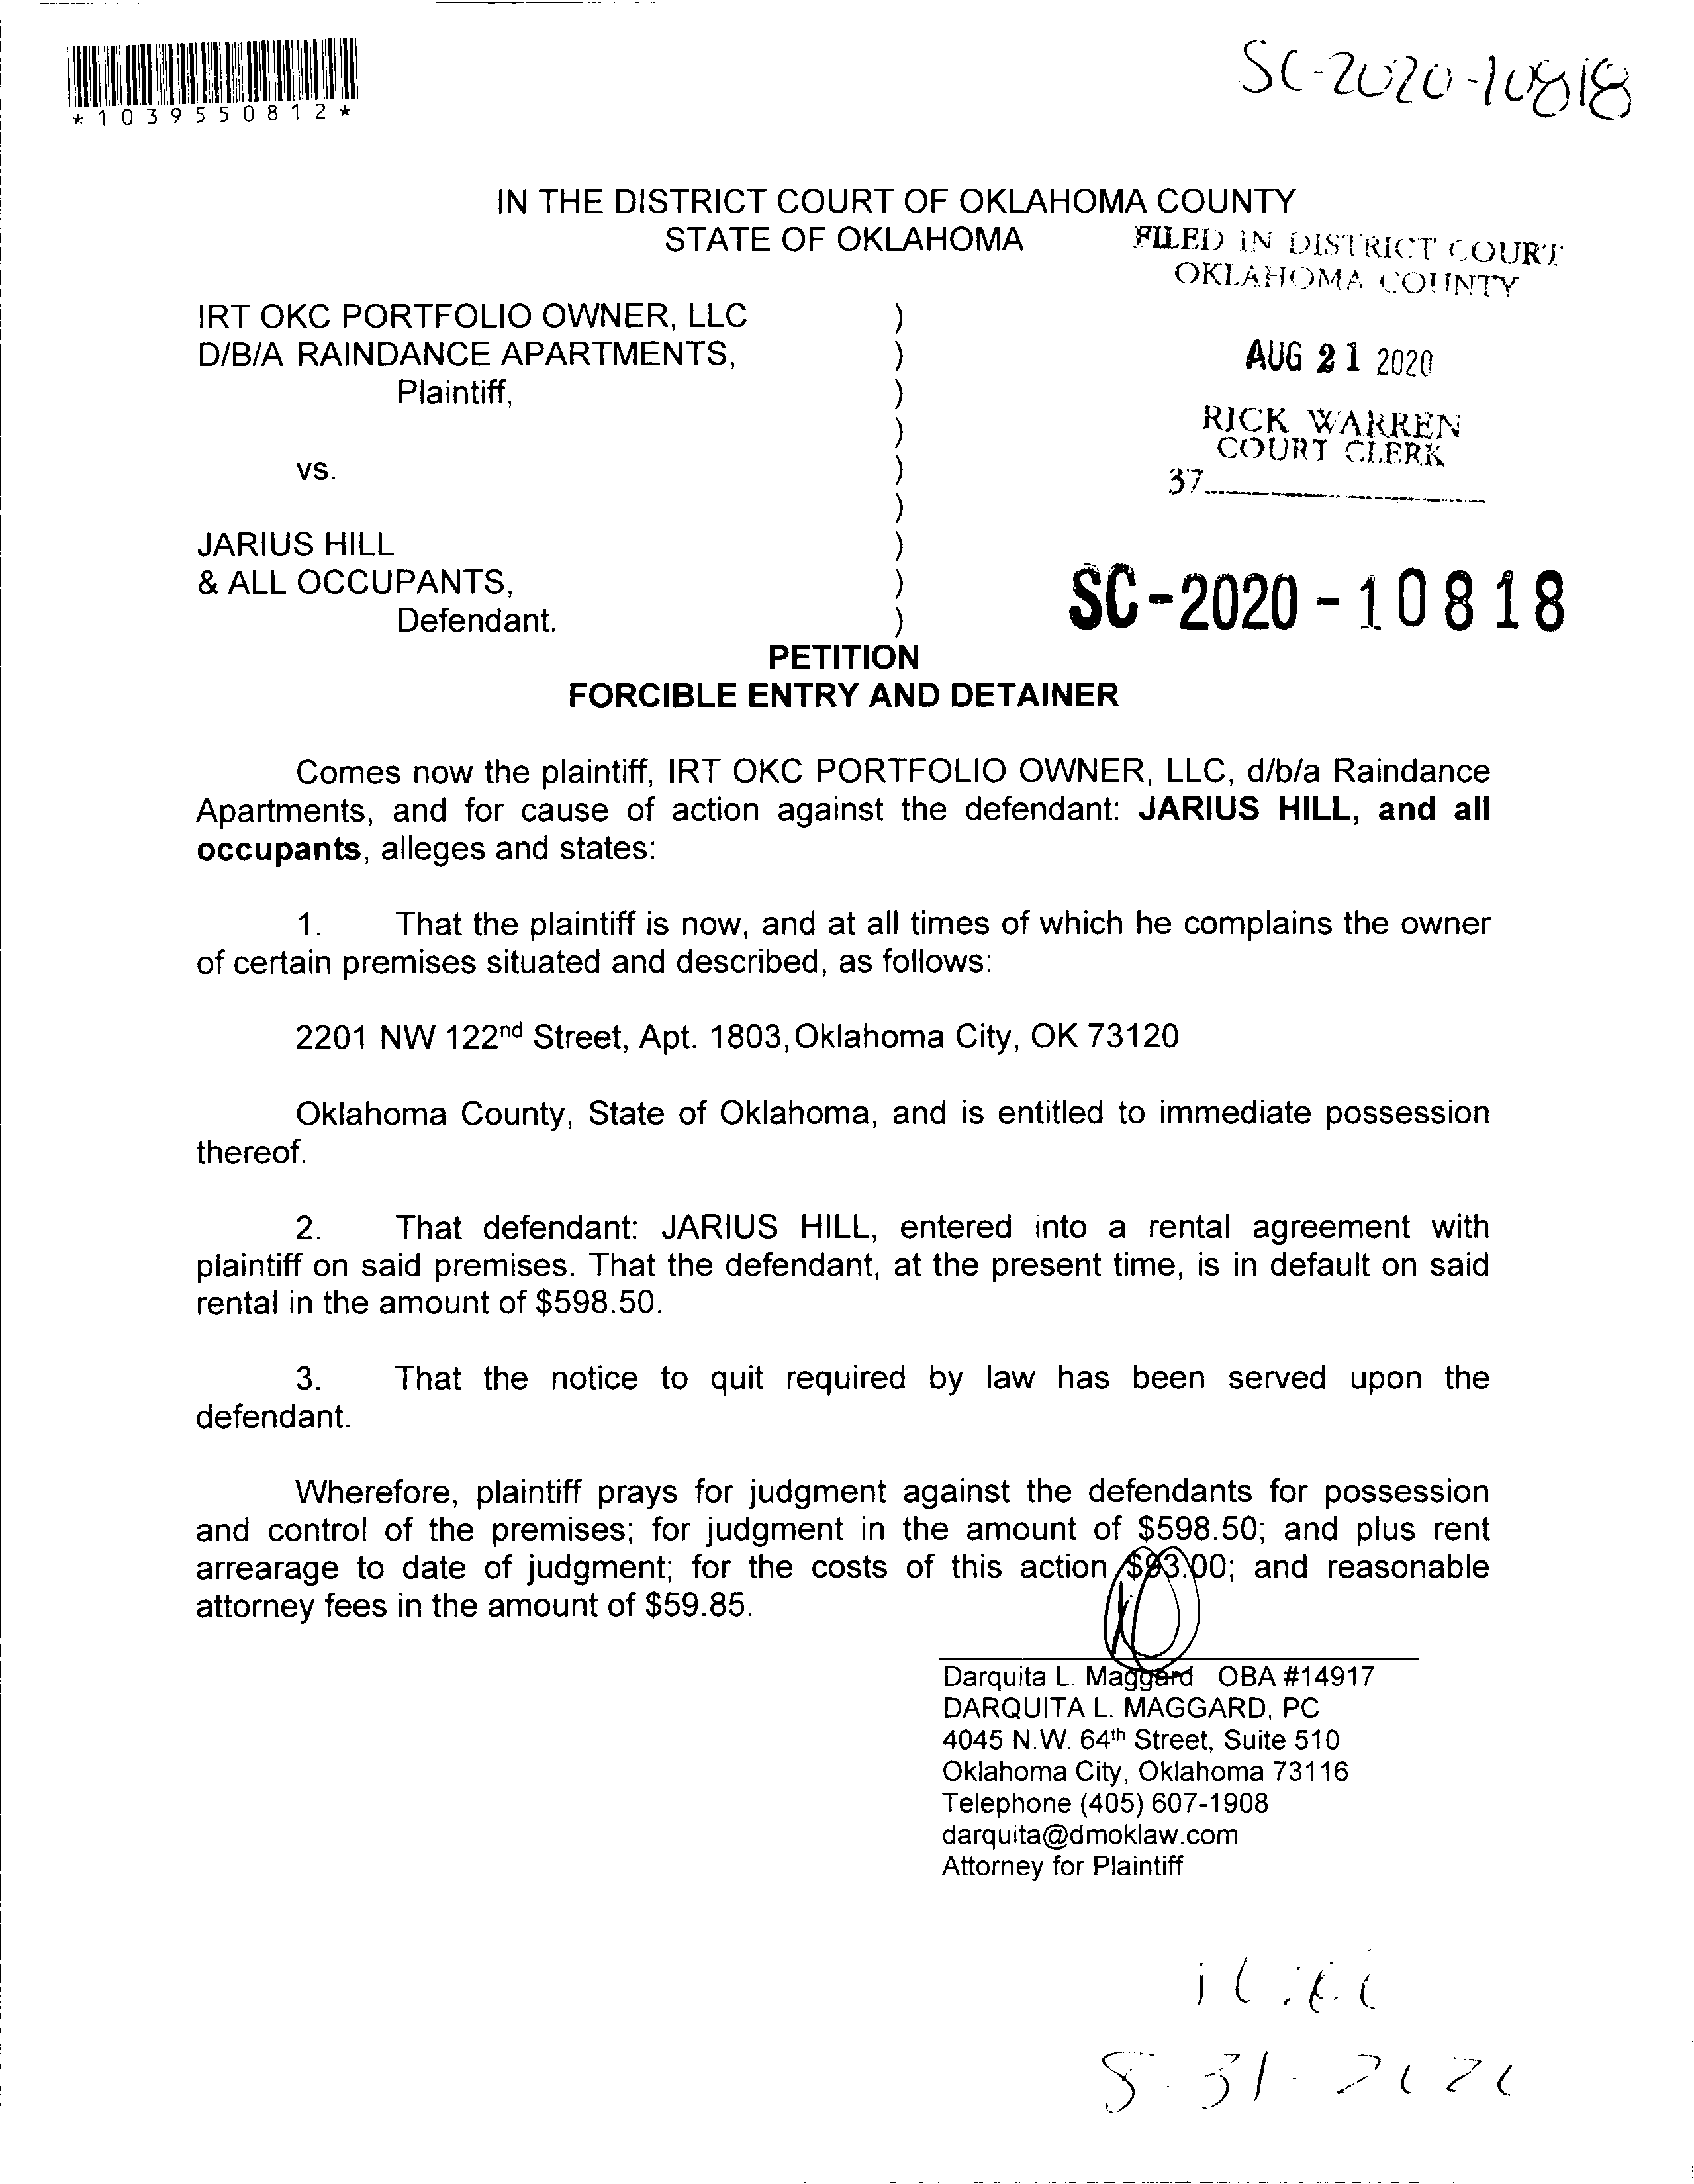 *1039550812*
SC-2020-10818
IN THE DISTRICT COURT OF OKLAHOMA COUNTY
STATE OF OKLAHOMA
FILED IN DISTRICT COURT
OKLAHOMA COUNTY
IRT OKC PORTFOLIO OWNER, LLC )
D/B/A RAINDANCE APARTMENTS, )
Plaintiff, )
)
vs. )
)
JARIUS HILL )
& ALL OCCUPANTS, )
Defendant. )
AUG 21 2020
RICK WARREN
COURT CLERK
37
SC-2020-10818
PETITION
FORCIBLE ENTRY AND DETAINER
Comes now the plaintiff, IRT OKC PORTFOLIO OWNER, LLC, d/b/a Raindance
Apartments, and for cause of action against the defendant: JARIUS HILL, and all
occupants, alleges and states:
1. That the plaintiff is now, and at all times of which he complains the owner
of certain premises situated and described, as follows:
2201 NW 122nd Street, Apt. 1803, Oklahoma City, OK 73120
Oklahoma County, State of Oklahoma, and is entitled to immediate possession
thereof.
2. That defendant: JARIUS HILL, entered into a rental agreement with
plaintiff on said premises. That the defendant, at the present time, is in default on said
rental in the amount of $598.50.
3. That the notice to quit required by law has been served upon the
defendant.
Wherefore, plaintiff prays for judgment against the defendants for possession
and control of the premises; for judgment in the amount of $598.50; and plus rent
arrearage to date of judgment; for the costs of this action and reasonable
attorney fees in the amount of $59.85.
Darquita L. Maggard OBA #14917
DARQUITA L. MAGGARD, PC
4045 N.W. 64th Street, Suite 510
Oklahoma City, Oklahoma 73116
Telephone (405) 607-1908
darquita@dmoklaw.com
Attorney for Plaintiff
8-31-2020